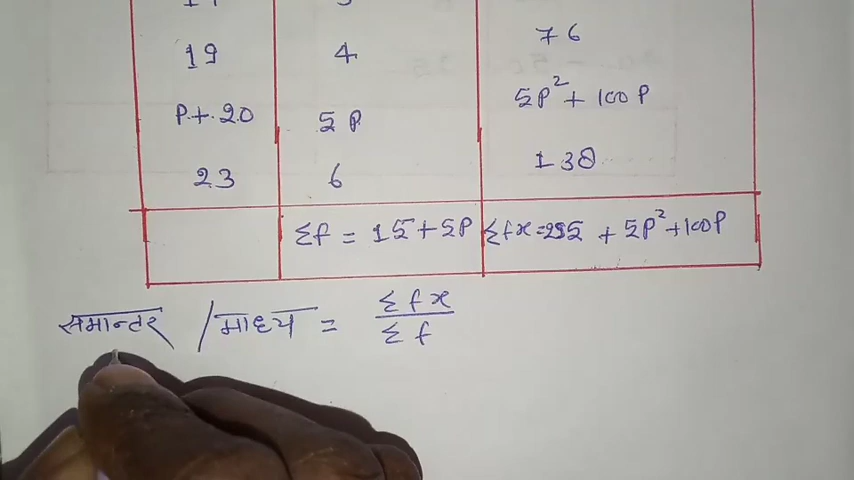 19 4 76
P+20 5P 5P²+100P
23 6 138
Σf = 15+5P Σfx=295 + 5P²+100P
समान्तर /माध्य = Σfx
Σf